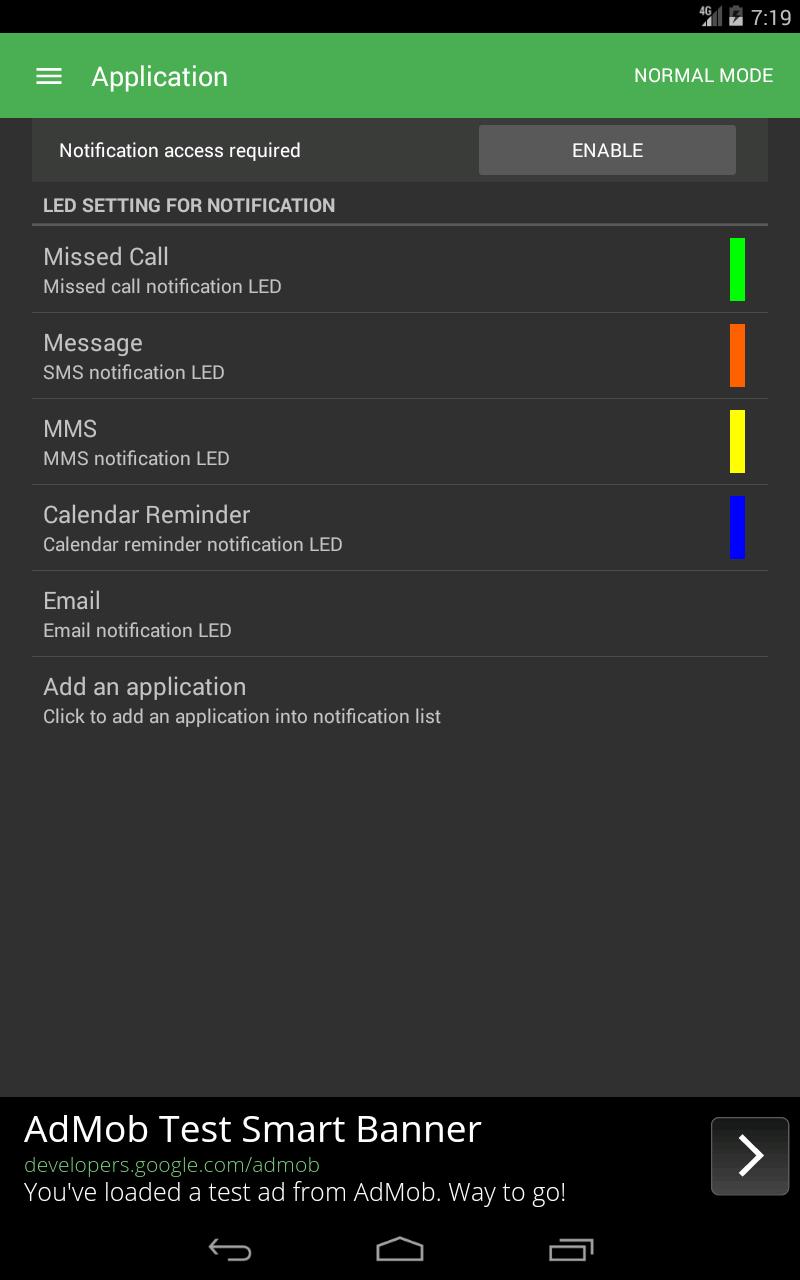 4G 7:19
Application NORMAL MODE
Notification access required ENABLE
LED SETTING FOR NOTIFICATION
Missed Call
Missed call notification LED
Message
SMS notification LED
MMS
MMS notification LED
Calendar Reminder
Calendar reminder notification LED
Email
Email notification LED
Add an application
Click to add an application into notification list
AdMob Test Smart Banner
developers.google.com/admob
You've loaded a test ad from AdMob. Way to go!